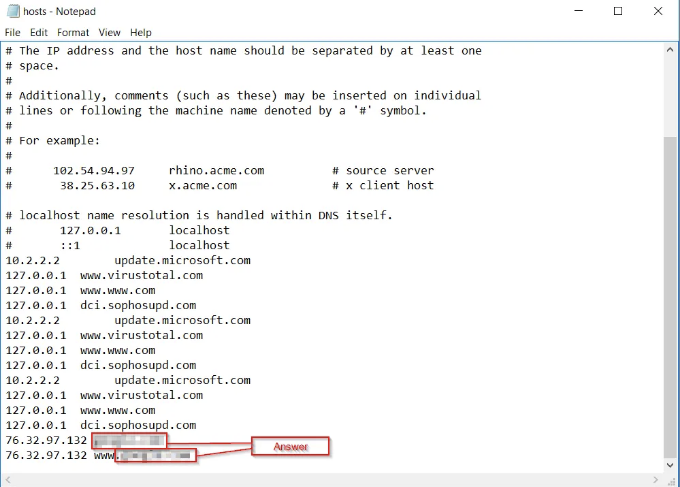 hosts - Notepad
File Edit Format View Help
# The IP address and the host name should be separated by at least one
# space.
#
# Additionally, comments (such as these) may be inserted on individual
# lines or following the machine name denoted by a '#' symbol.
#
# For example:
#
# 102.54.94.97 rhino.acme.com # source server
# 38.25.63.10 x.acme.com # x client host
# localhost name resolution is handled within DNS itself.
# 127.0.0.1 localhost
# ::1 localhost
10.2.2.2 update.microsoft.com
127.0.0.1 www.virustotal.com
127.0.0.1 www.www.com
127.0.0.1 dci.sophosupd.com
10.2.2.2 update.microsoft.com
127.0.0.1 www.virustotal.com
127.0.0.1 www.www.com
127.0.0.1 dci.sophosupd.com
10.2.2.2 update.microsoft.com
127.0.0.1 www.virustotal.com
127.0.0.1 www.www.com
127.0.0.1 dci.sophosupd.com
76.32.97.132
Answer
76.32.97.132 www.